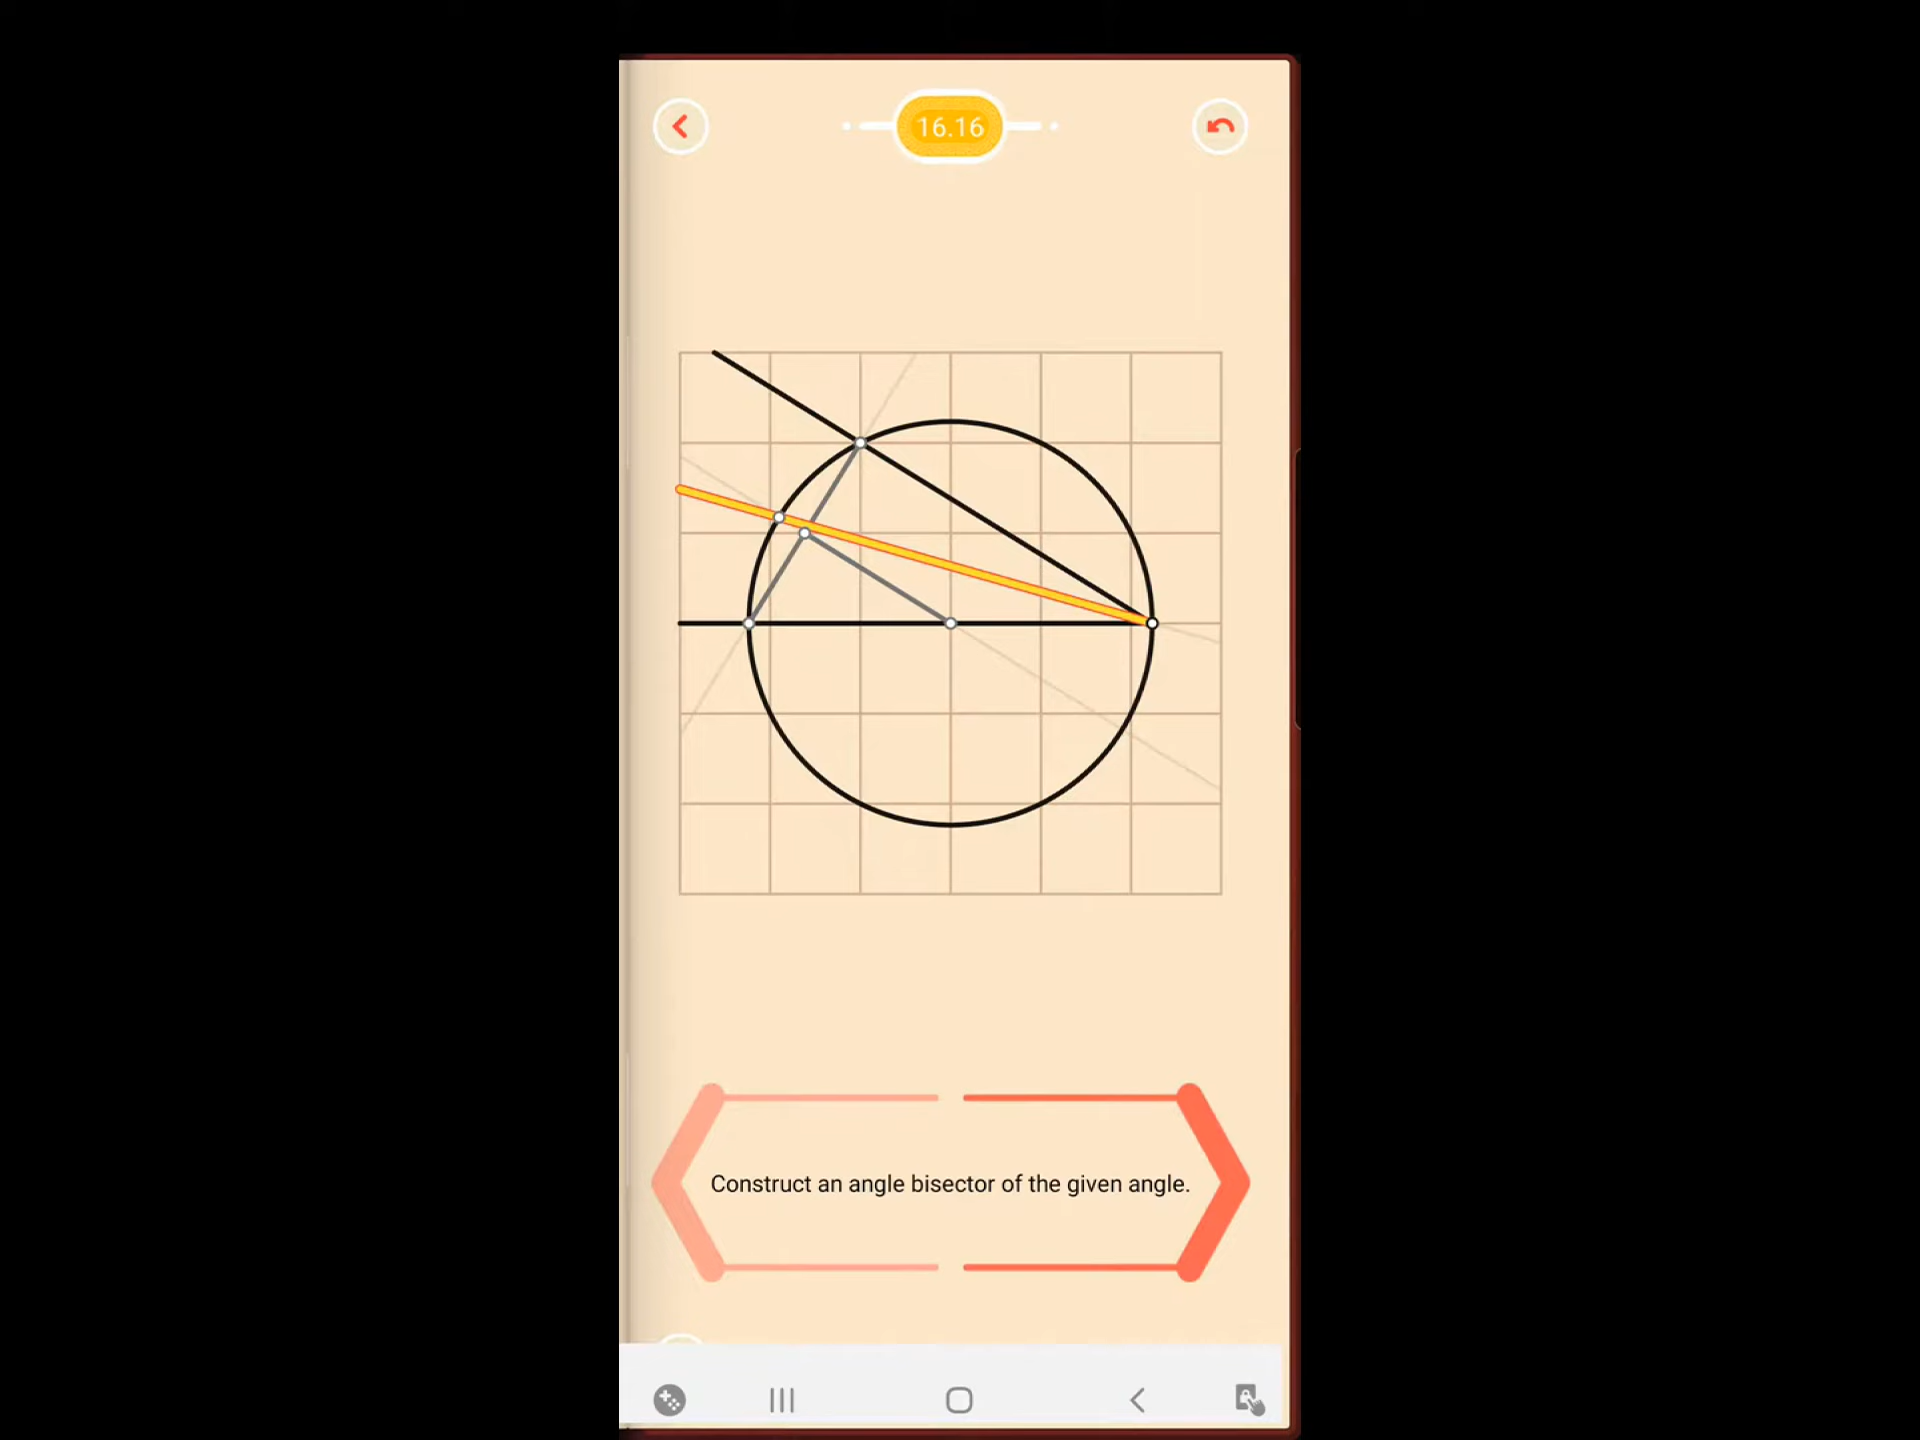 16.16
Construct an angle bisector of the given angle.